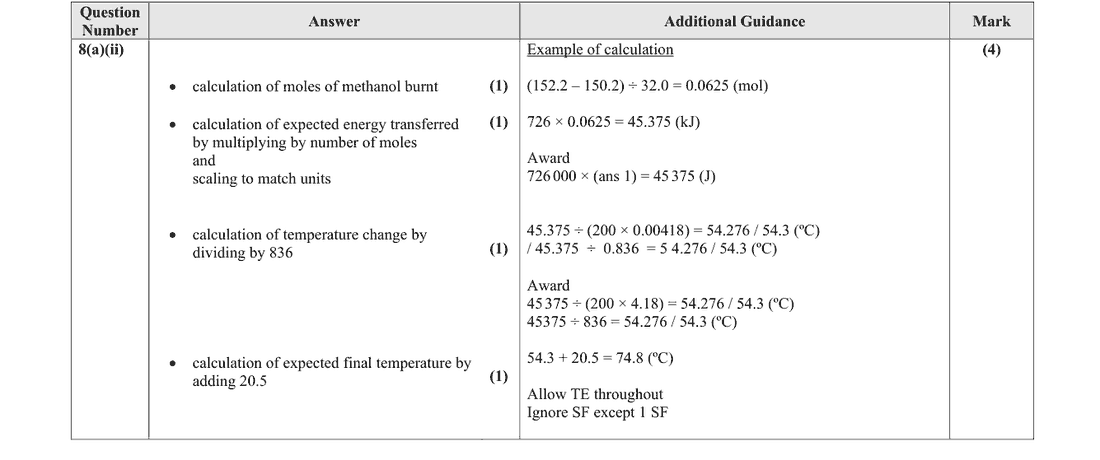 Question Number
Answer
Additional Guidance
Mark
8(a)(ii)
Example of calculation
(4)
• calculation of moles of methanol burnt (1)
(152.2 – 150.2) ÷ 32.0 = 0.0625 (mol)
• calculation of expected energy transferred (1)
by multiplying by number of moles
and
scaling to match units
726 × 0.0625 = 45.375 (kJ)
Award
726 000 × (ans 1) = 45 375 (J)
• calculation of temperature change by
dividing by 836 (1)
45.375 ÷ (200 × 0.00418) = 54.276 / 54.3 (ºC)
/ 45.375 ÷ 0.836 = 5 4.276 / 54.3 (ºC)
Award
45 375 ÷ (200 × 4.18) = 54.276 / 54.3 (ºC)
45375 ÷ 836 = 54.276 / 54.3 (ºC)
• calculation of expected final temperature by
adding 20.5 (1)
54.3 + 20.5 = 74.8 (ºC)
Allow TE throughout
Ignore SF except 1 SF